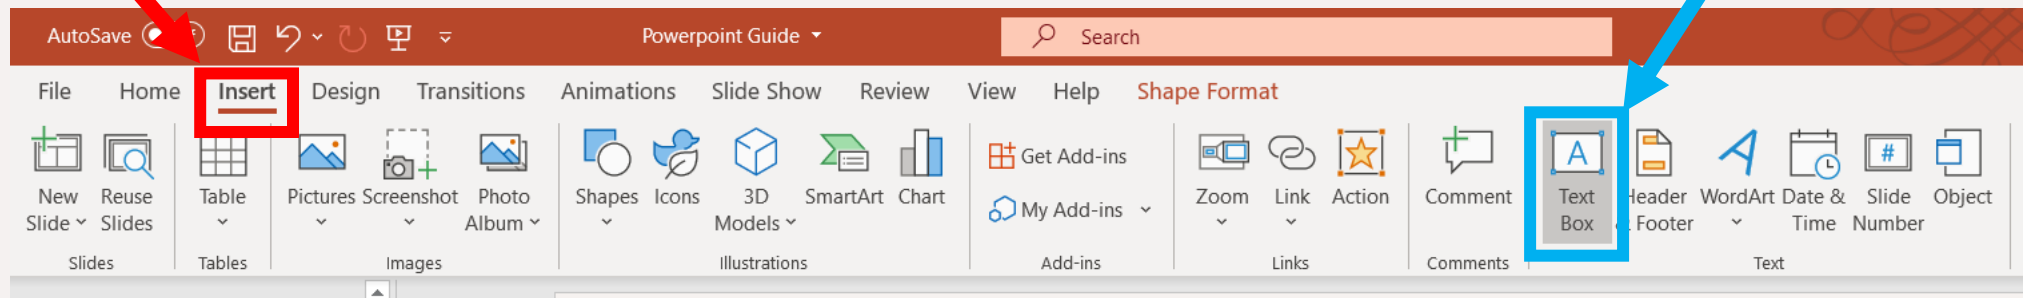 AutoSave
Powerpoint Guide
Search
File Home Insert Design Transitions Animations Slide Show Review View Help Shape Format
New Slide
Reuse Slides
Table
Pictures
Screenshot
Photo Album
Shapes
Icons
3D Models
SmartArt
Chart
Get Add-ins
My Add-ins
Zoom
Link
Action
Comment
Text Box
Header & Footer
WordArt
Date & Time
Slide Number
#
Object
A
Slides Tables Images Illustrations Add-ins Links Comments Text